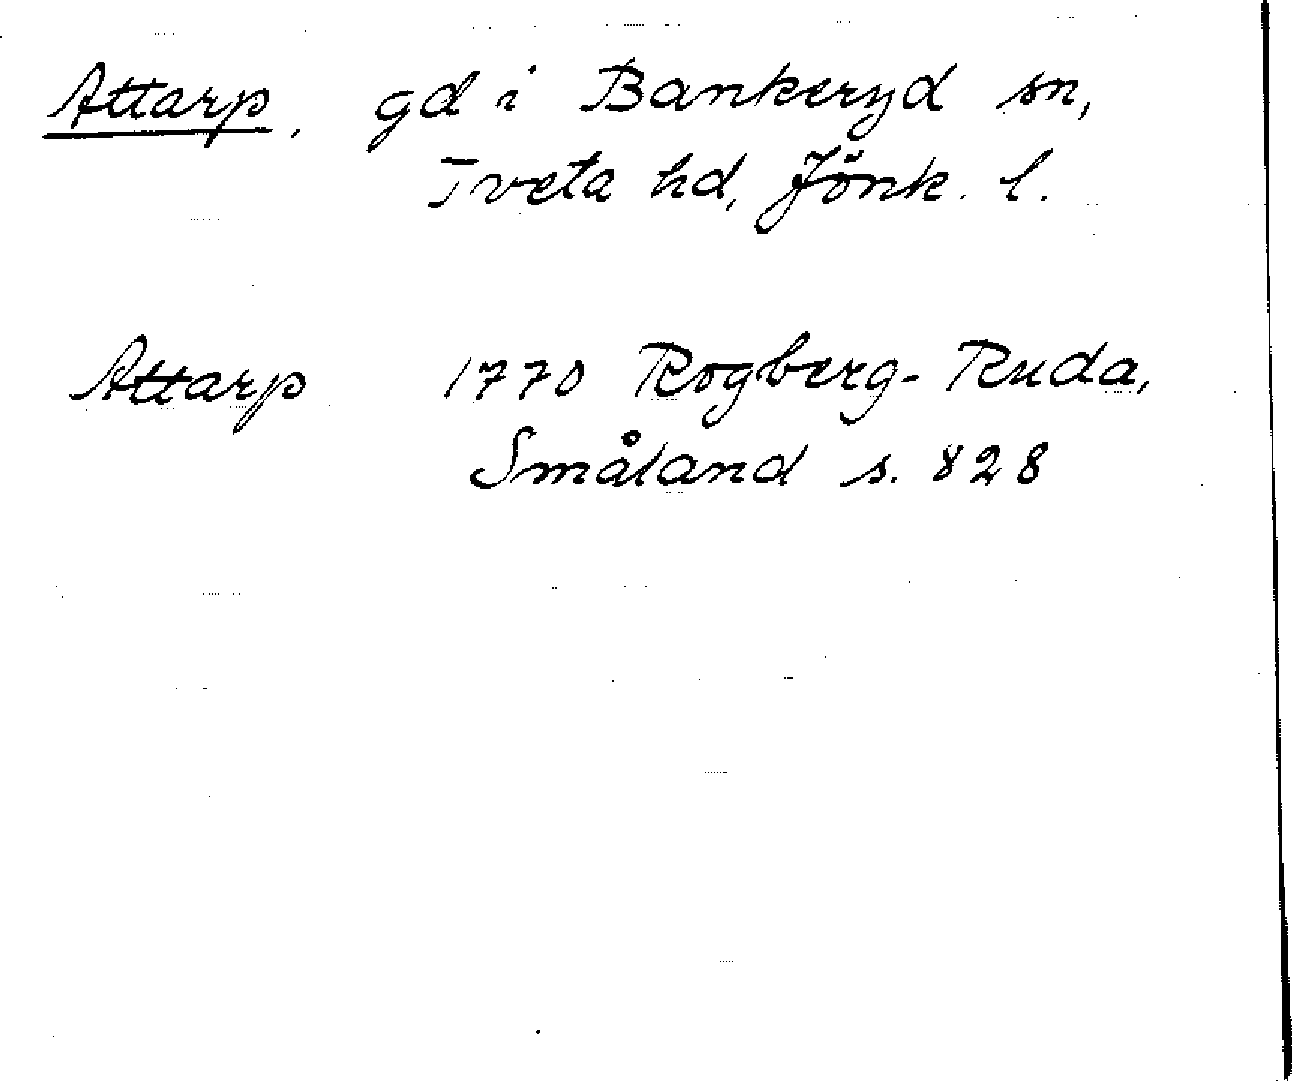 Attarp, gd i Bankeryd sn,
Tveta hd, Jönk. l.
Attarp 1770 Rogberg-Ruda,
Småland s. 828